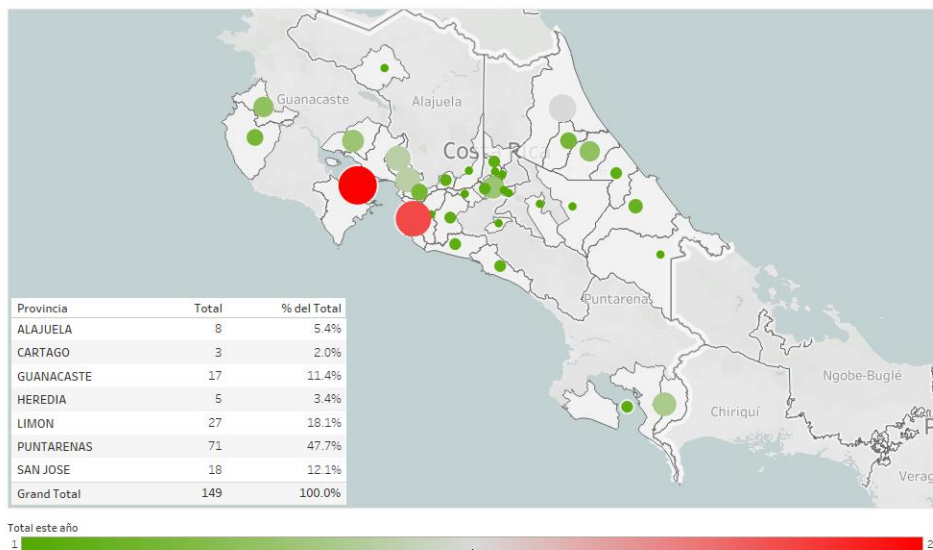 Guanacaste
Alajuela
Costa Rica
Puntarenas
Ngobe-Buglé
Chiriquí
Verag
Provincia Total % del Total
ALAJUELA 8 5.4%
CARTAGO 3 2.0%
GUANACASTE 17 11.4%
HEREDIA 5 3.4%
LIMON 27 18.1%
PUNTARENAS 71 47.7%
SAN JOSE 18 12.1%
Grand Total 149 100.0%
Total este año
1 2